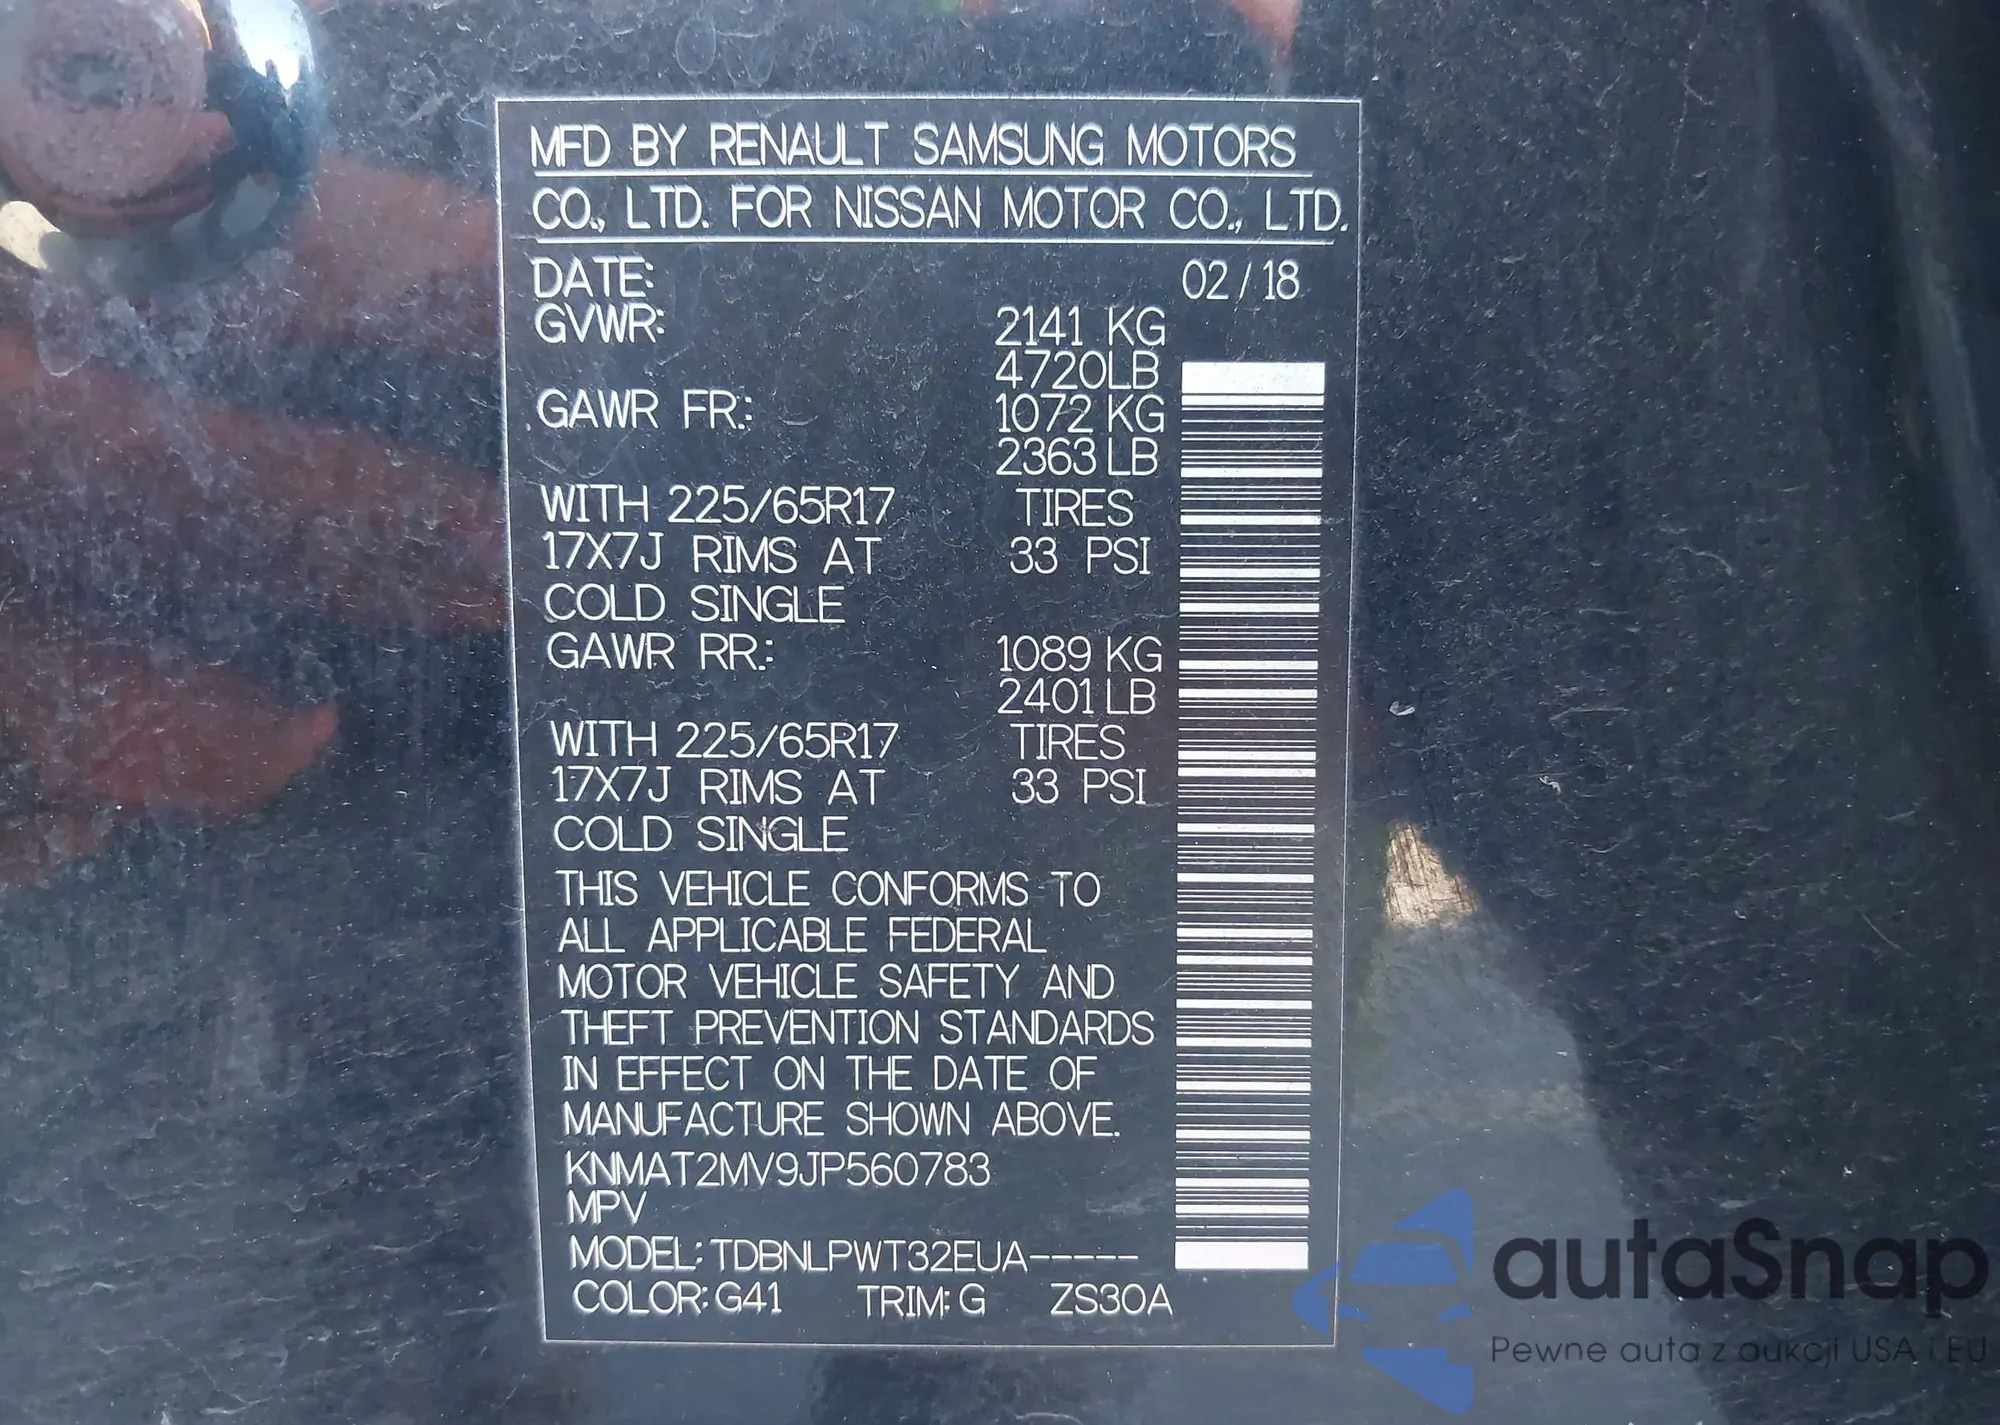 MFD BY RENAULT SAMSUNG MOTORS
CO., LTD. FOR NISSAN MOTOR CO., LTD.
DATE: 02 / 18
GVWR: 2141 KG
4720LB
GAWR FR.: 1072 KG
2363 LB
WITH 225/65R17 TIRES
17X7J RIMS AT 33 PSI
COLD SINGLE
GAWR RR.: 1089 KG
2401 LB
WITH 225/65R17 TIRES
17X7J RIMS AT 33 PSI
COLD SINGLE
THIS VEHICLE CONFORMS TO
ALL APPLICABLE FEDERAL
MOTOR VEHICLE SAFETY AND
THEFT PREVENTION STANDARDS
IN EFFECT ON THE DATE OF
MANUFACTURE SHOWN ABOVE.
KNMAT2MV9JP560783
MPV
MODEL: TDBNLPWT32EUA-----
COLOR: G41 TRIM: G ZS30A
autaSnap
Pewne auta z aukcji USA i EU